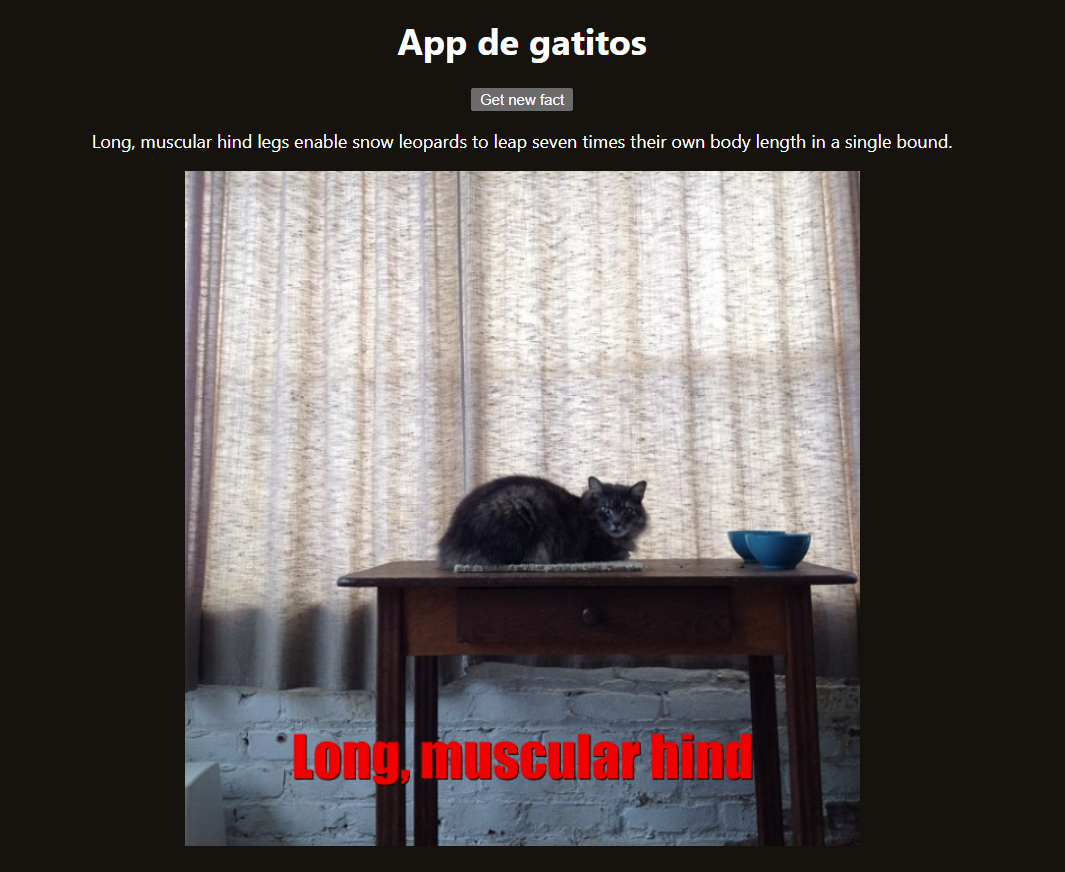 App de gatitos
Get new fact
Long, muscular hind legs enable snow leopards to leap seven times their own body length in a single bound.
Long, muscular hind